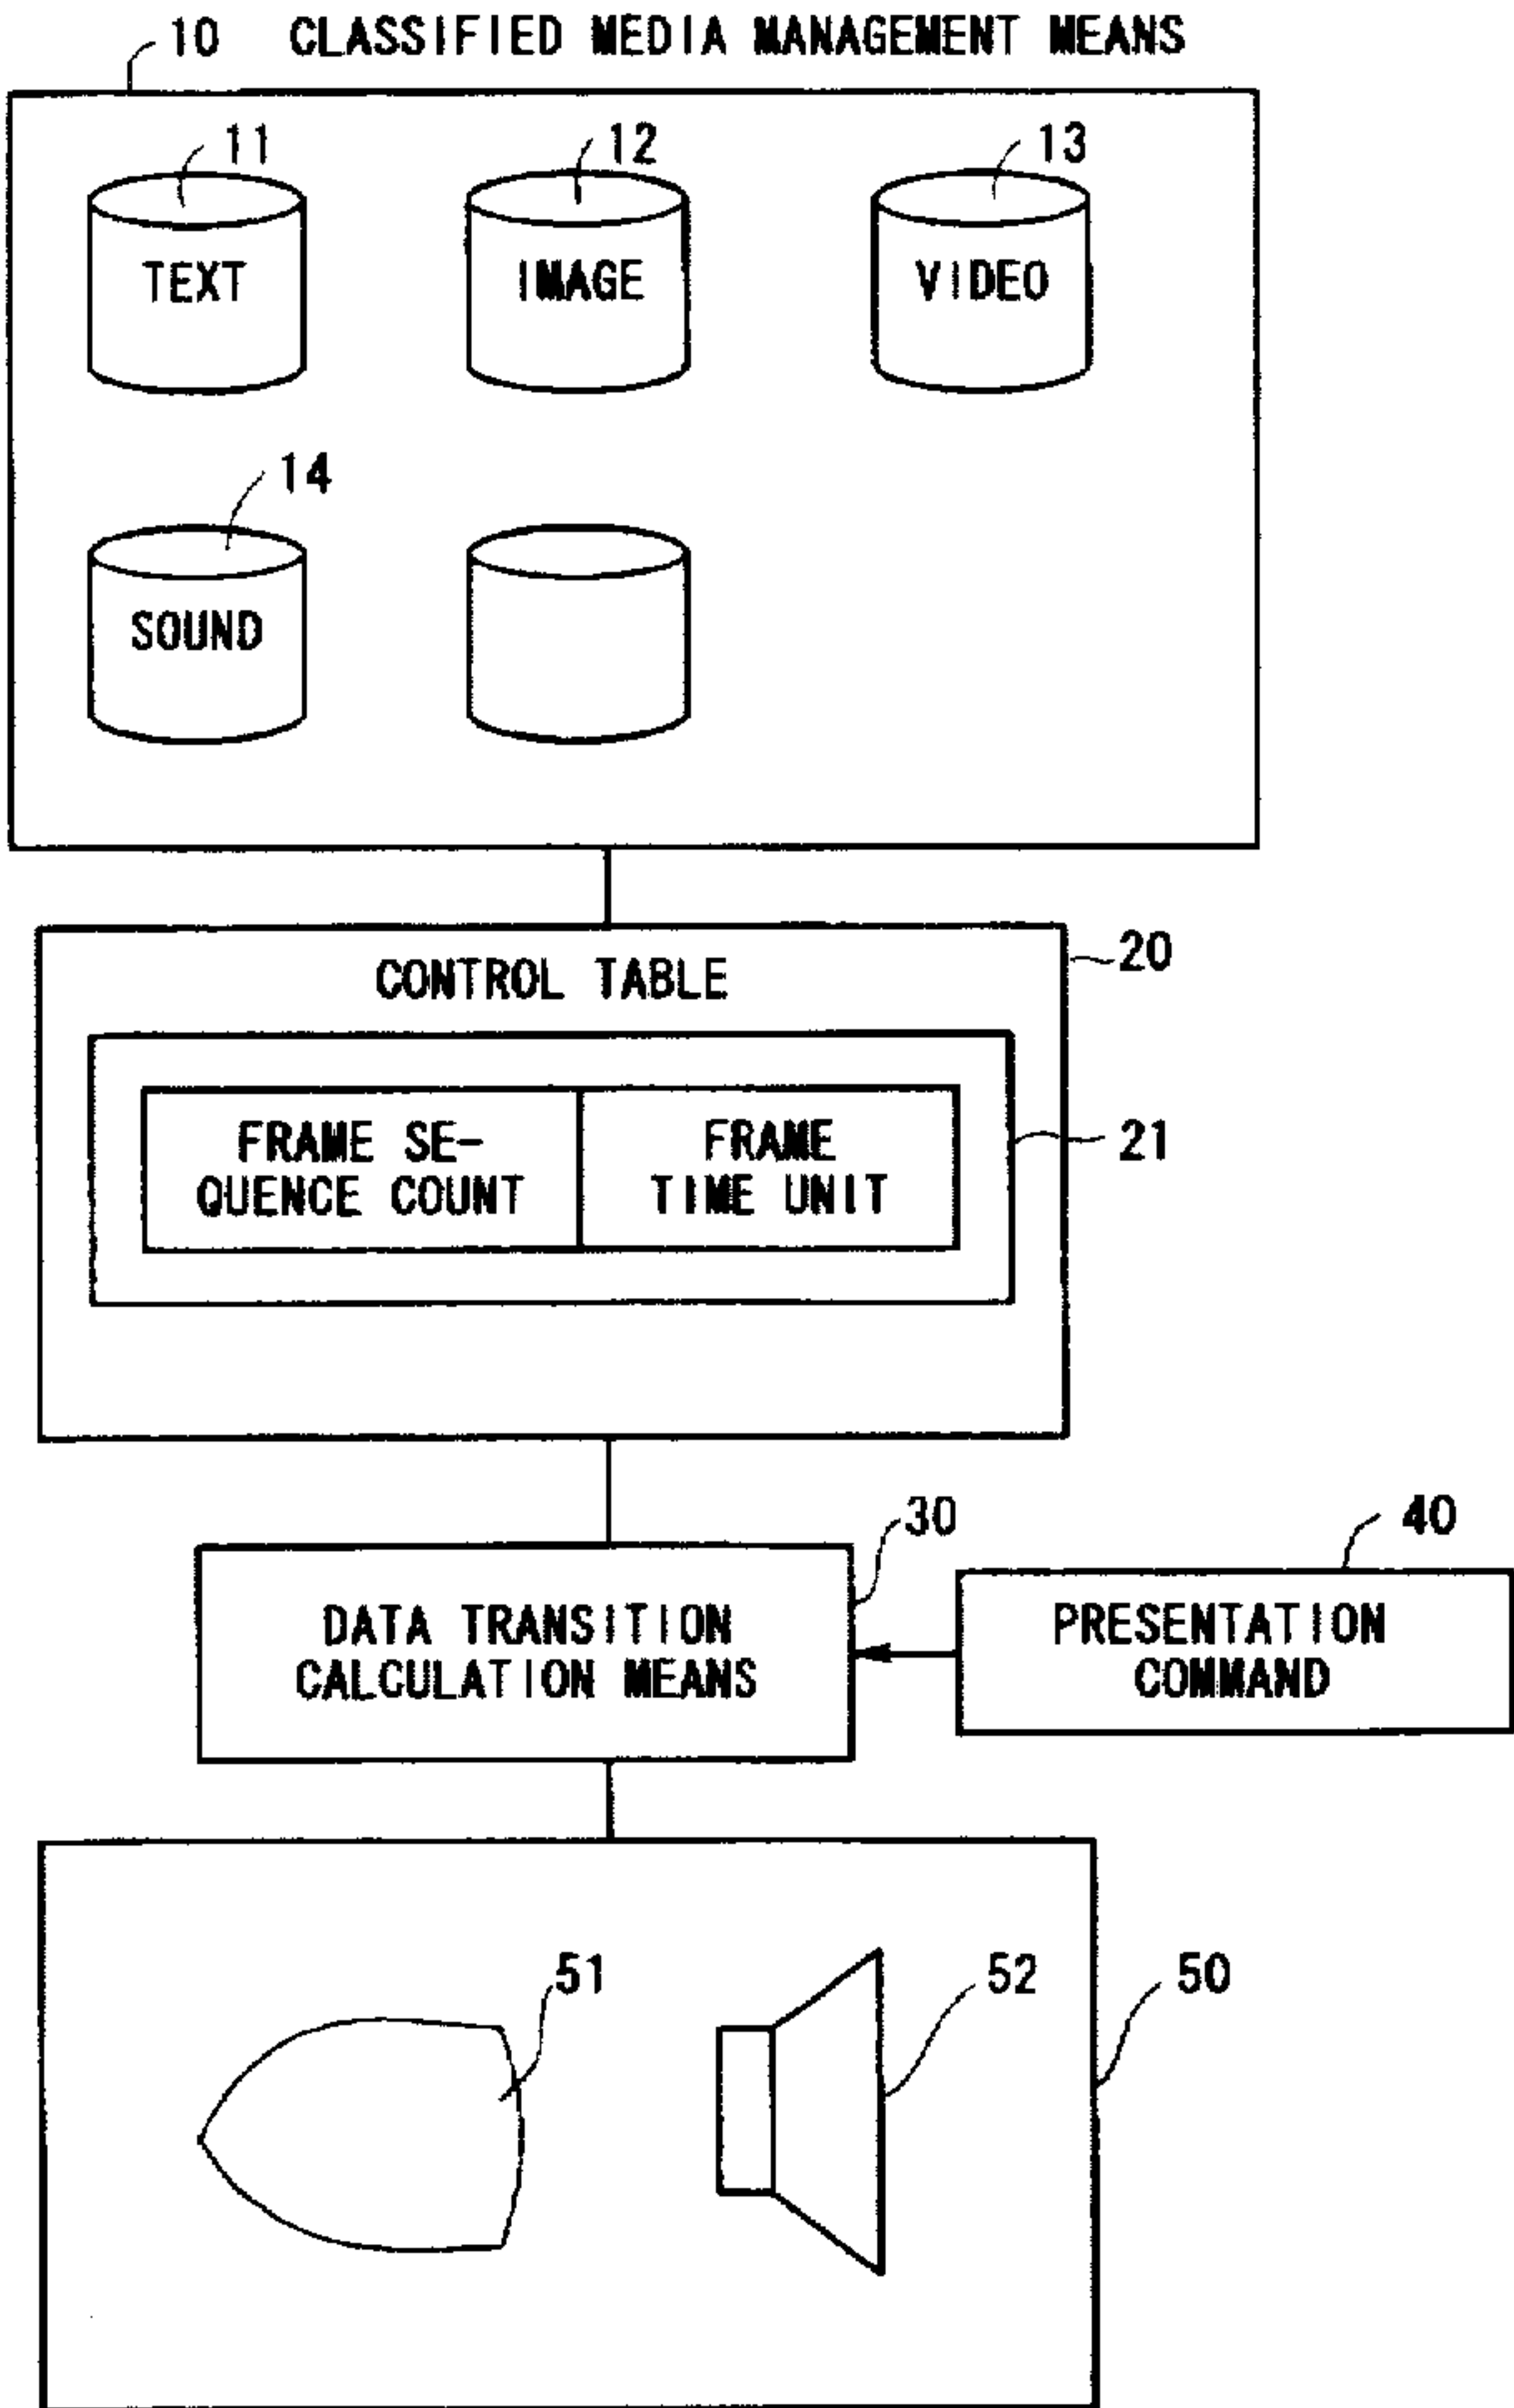 10 CLASSIFIED MEDIA MANAGEMENT MEANS
11 12 13
TEXT IMAGE VIDEO
14
SOUND
20
CONTROL TABLE
FRAME SE-
QUENCE COUNT
FRAME
TIME UNIT
21
30 40
DATA TRANSITION
CALCULATION MEANS
PRESENTATION
COMMAND
51 52 50